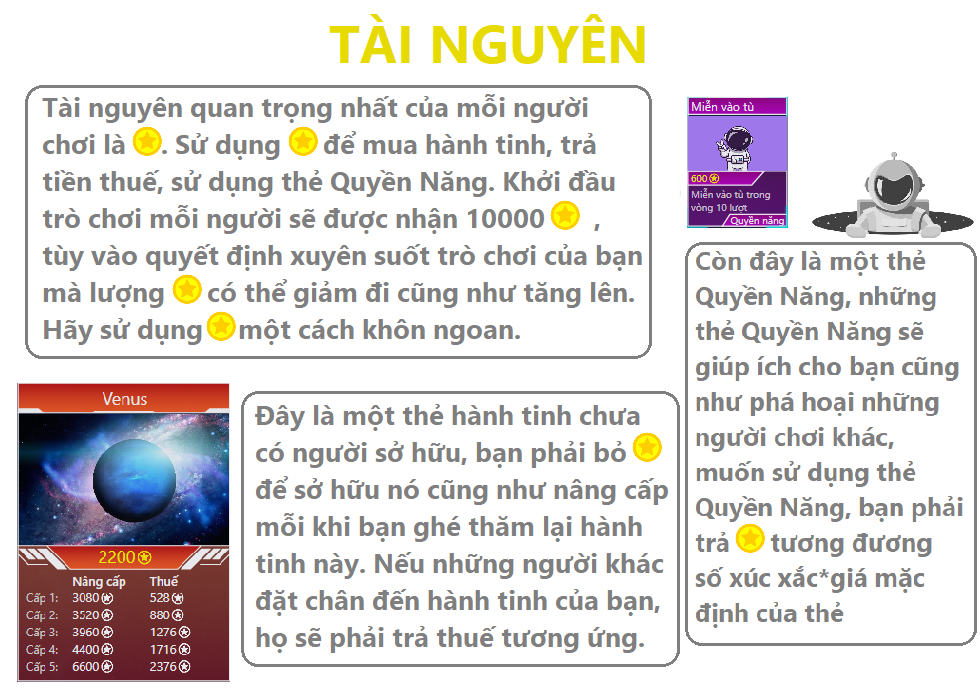 TÀI NGUYÊN
Tài nguyên quan trọng nhất của mỗi người
chơi là . Sử dụng để mua hành tinh, trả
tiền thuế, sử dụng thẻ Quyền Năng. Khởi đầu
trò chơi mỗi người sẽ được nhận 10000 ,
tùy vào quyết định xuyên suốt trò chơi của bạn
mà lượng có thể giảm đi cũng như tăng lên.
Hãy sử dụng một cách khôn ngoan.
Miễn vào tù
600
Miễn vào tù trong
vòng 10 lượt
Quyền năng
Còn đây là một thẻ
Quyền Năng, những
thẻ Quyền Năng sẽ
giúp ích cho bạn cũng
như phá hoại những
người chơi khác,
muốn sử dụng thẻ
Quyền Năng, bạn phải
trả tương đương
số xúc xắc*giá mặc
định của thẻ
Venus
2200
Nâng cấp Thuế
Cấp 1: 3080 528
Cấp 2: 3520 880
Cấp 3: 3960 1276
Cấp 4: 4400 1716
Cấp 5: 6600 2376
Đây là một thẻ hành tinh chưa
có người sở hữu, bạn phải bỏ
để sở hữu nó cũng như nâng cấp
mỗi khi bạn ghé thăm lại hành
tinh này. Nếu những người khác
đặt chân đến hành tinh của bạn,
họ sẽ phải trả thuế tương ứng.